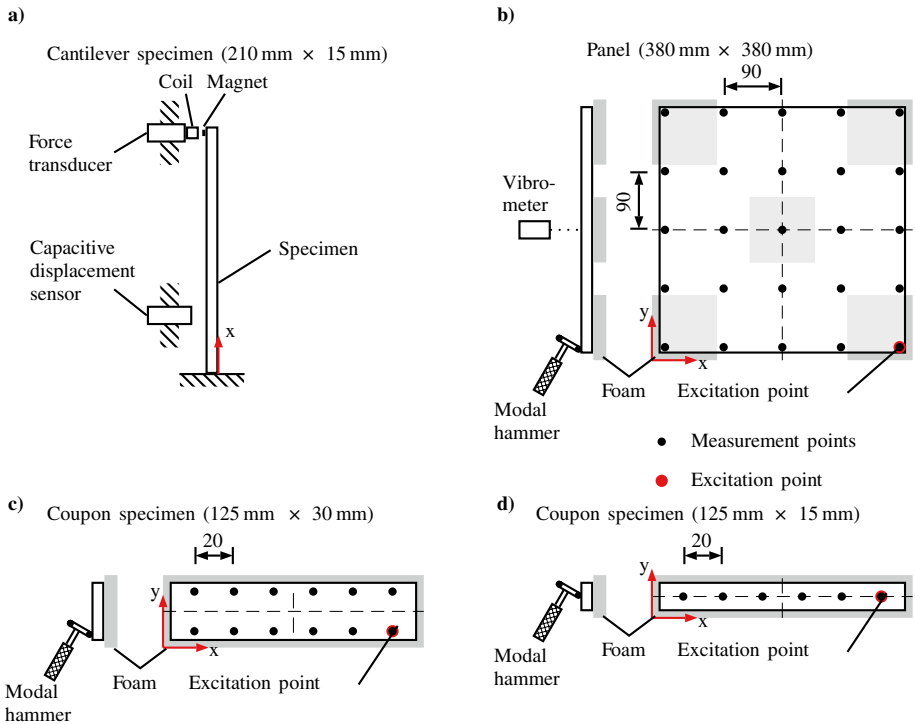 a)
Cantilever specimen (210 mm × 15 mm)
Coil
Magnet
Force
transducer
Capacitive
displacement
sensor
Specimen
x
b)
Panel (380 mm × 380 mm)
90
90
Vibro-
meter
y
x
Foam
Excitation point
Modal
hammer
Measurement points
Excitation point
c)
Coupon specimen (125 mm × 30 mm)
20
y
x
Foam
Excitation point
Modal
hammer
d)
Coupon specimen (125 mm × 15 mm)
20
y
x
Foam
Excitation point
Modal
hammer